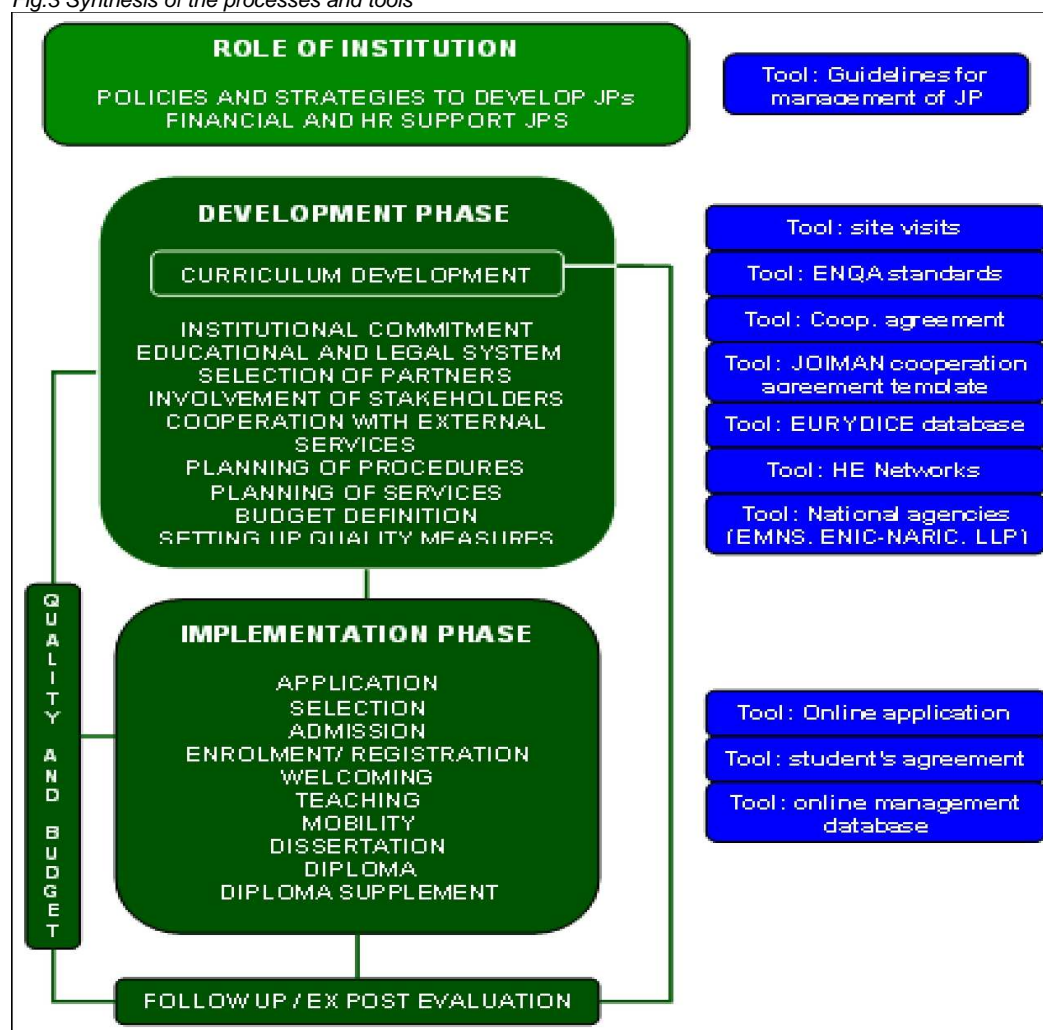 Fig.3 Synthesis of the processes and tools
ROLE OF INSTITUTION
POLICIES AND STRATEGIES TO DEVELOP JPs
FINANCIAL AND HR SUPPORT JPS
Tool: Guidelines for
management of JP
DEVELOPMENT PHASE
CURRICULUM DEVELOPMENT
INSTITUTIONAL COMMITMENT
EDUCATIONAL AND LEGAL SYSTEM
SELECTION OF PARTNERS
INVOLVEMENT OF STAKEHOLDERS
COOPERATION WITH EXTERNAL
SERVICES
PLANNING OF PROCEDURES
PLANNING OF SERVICES
BUDGET DEFINITION
SETTING UP QUALITY MEASURES
Tool: site visits
Tool: ENQA standards
Tool: Coop. agreement
Tool: JOIMAN cooperation
agreement template
Tool: EURYDICE database
Tool: HE Networks
Tool: National agencies
(EMNS, ENIC-NARIC, LLP)
QUALITY AND BUDGET
IMPLEMENTATION PHASE
APPLICATION
SELECTION
ADMISSION
ENROLMENT/ REGISTRATION
WELCOMING
TEACHING
MOBILITY
DISSERTATION
DIPLOMA
DIPLOMA SUPPLEMENT
Tool: Online application
Tool: student's agreement
Tool: online management
database
FOLLOW UP / EX POST EVALUATION